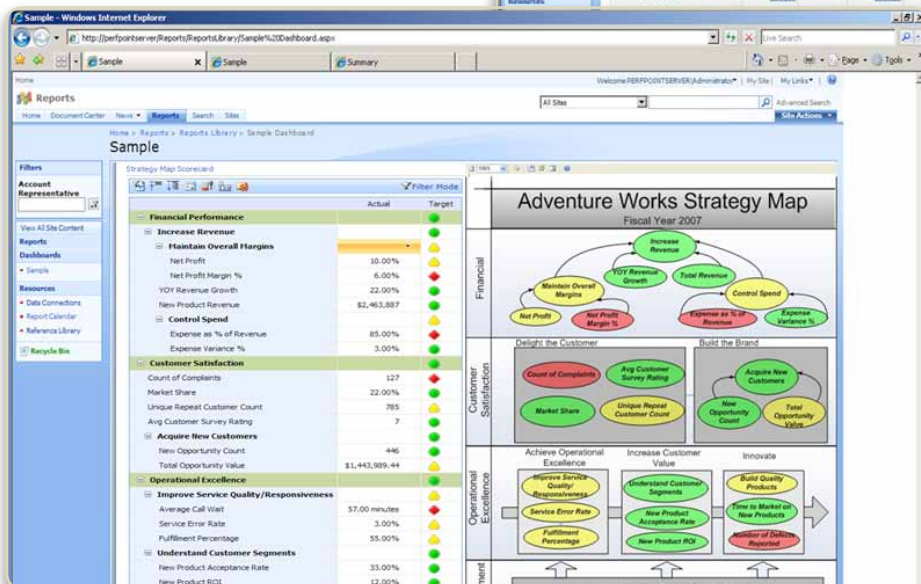 Resources
Sample - Windows Internet Explorer
http://perfpointserver/Reports/ReportsLibrary/Sample%20Dashboard.aspx
Live Search
Sample
Sample
Summary
Page
Tools
Home
Welcome PERFPOINTSERVER\Administrator
My Site
My Links
Reports
All Sites
Advanced Search
Home
Document Center
News
Reports
Search
Sites
Site Actions
Home > Reports > Reports Library > Sample Dashboard
Sample
Filters
Account
Representative
View All Site Content
Reports
Dashboards
Sample
Resources
Data Connections
Report Calendar
Reference Library
Recycle Bin
Strategy Map Scorecard
Filter Mode
Actual Target
Financial Performance
Increase Revenue
Maintain Overall Margins
Net Profit 10.00%
Net Profit Margin % 6.00%
YOY Revenue Growth 22.00%
New Product Revenue $2,463,887
Control Spend
Expense as % of Revenue 85.00%
Expense Variance % 3.00%
Customer Satisfaction
Count of Complaints 127
Market Share 22.00%
Unique Repeat Customer Count 785
Avg Customer Survey Rating 7
Acquire New Customers
New Opportunity Count 446
Total Opportunity Value $1,443,989.44
Operational Excellence
Improve Service Quality/Responsiveness
Average Call Wait 57.00 minutes
Service Error Rate 3.00%
Fulfillment Percentage 55.00%
Understand Customer Segments
New Product Acceptance Rate 33.00%
New Product ROI 12.00%
100%
Adventure Works Strategy Map
Fiscal Year 2007
Financial
Increase
Revenue
YOY Revenue
Growth
Total Revenue
Maintain Overall
Margins
Control Spend
Net Profit
Net Profit
Margin %
Expense as % of
Revenue
Expense
Variance %
Customer
Satisfaction
Delight the Customer
Build the Brand
Count of Complaints
Avg Customer
Survey Rating
Market Share
Unique Repeat
Customer Count
Acquire New
Customers
New
Opportunity
Count
Total
Opportunity
Value
Operational
Excellence
Achieve Operational
Excellence
Increase Customer
Value
Innovate
Improve Service
Quality/
Responsiveness
Service Error Rate
Fulfillment
Percentage
Understand Customer
Segments
New Product
Acceptance Rate
New Product ROI
Build Quality
Products
Time to Market on
New Products
Number of Defects
Reported